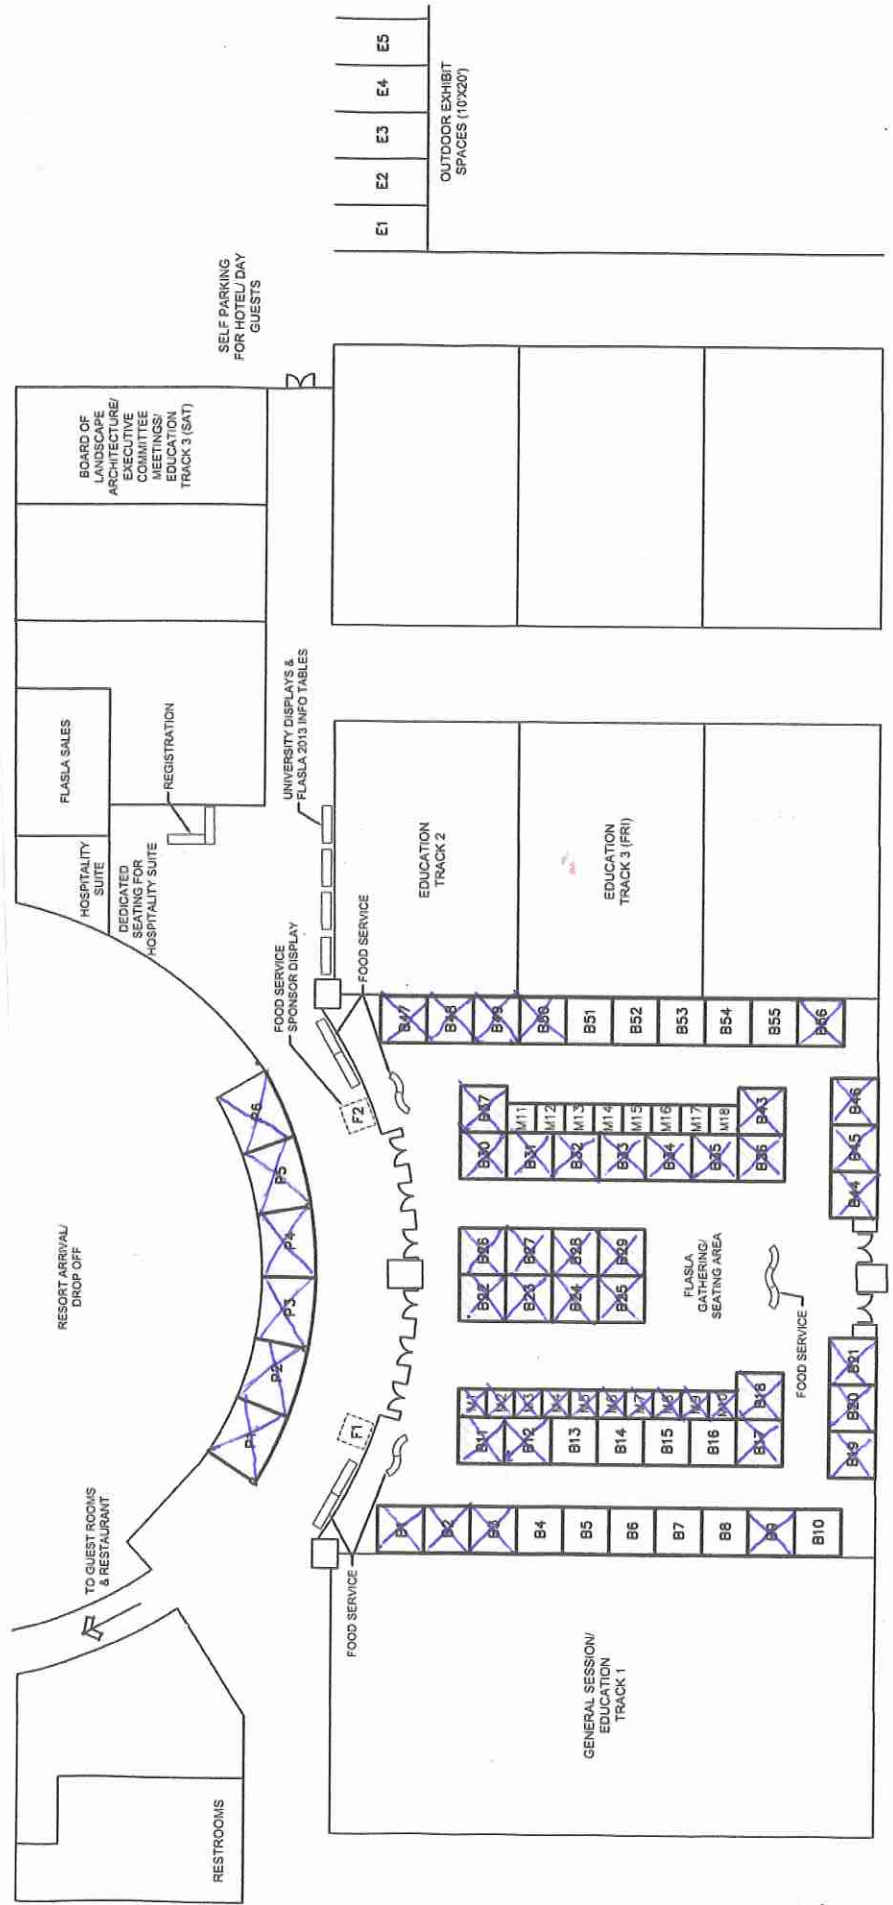 RESORT ARRIVAL/
DROP OFF
TO GUEST ROOMS
& RESTAURANT
RESTROOMS
HOSPITALITY
SUITE
FLASLA SALES
DEDICATED
SEATING FOR
HOSPITALITY SUITE
REGISTRATION
BOARD OF
LANDSCAPE
ARCHITECTURE/
EXECUTIVE
COMMITTEE
MEETINGS/
EDUCATION
TRACK 3 (SAT)
SELF PARKING
FOR HOTEL/ DAY
GUESTS
P1
P2
P3
P4
P5
P6
FOOD SERVICE
SPONSOR DISPLAY
UNIVERSITY DISPLAYS &
FLASLA 2013 INFO TABLES
FOOD SERVICE
FOOD SERVICE
F1
F2
E1
E2
E3
E4
E5
OUTDOOR EXHIBIT
SPACES (10'X20')
GENERAL SESSION/
EDUCATION
TRACK 1
EDUCATION
TRACK 2
EDUCATION
TRACK 3 (FRI)
B1
B2
B3
B4
B5
B6
B7
B8
B9
B10
B11
B12
B13
B14
B15
B16
B17
M1
M2
M3
M4
M5
M6
M7
M8
M9
M10
B18
B22
B23
B24
B25
B26
B27
B28
B29
B30
B31
B32
B33
B34
B35
B36
B37
M11
M12
M13
M14
M15
M16
M17
M18
B43
B47
B48
B49
B50
B51
B52
B53
B54
B55
B56
FLASLA
GATHERING/
SEATING AREA
FOOD SERVICE
B19
B20
B21
B44
B45
B46